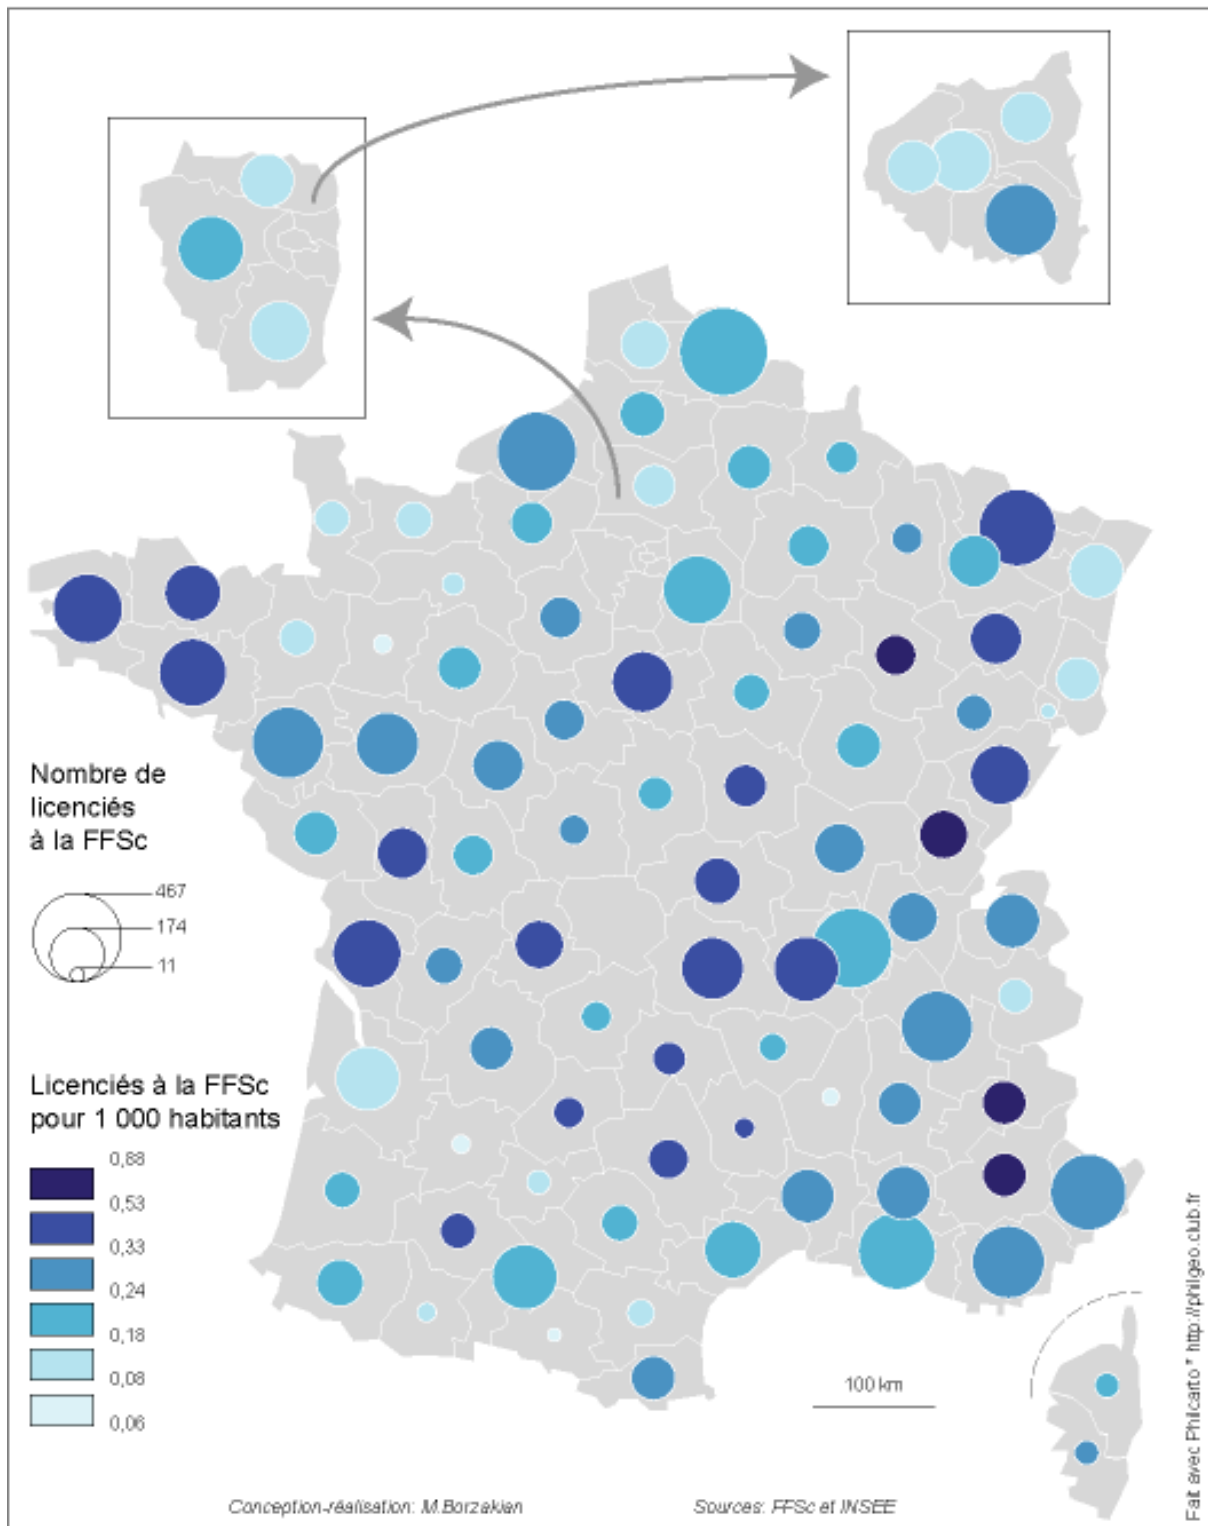 Nombre de
licenciés
à la FFSc
467
174
11
Licenciés à la FFSc
pour 1 000 habitants
0,88
0,53
0,33
0,24
0,18
0,08
0,06
100 km
Conception-réalisation: M.Borzakian
Sources: FFSc et INSEE
Fait avec Philcarto * http://philgeo.club.fr